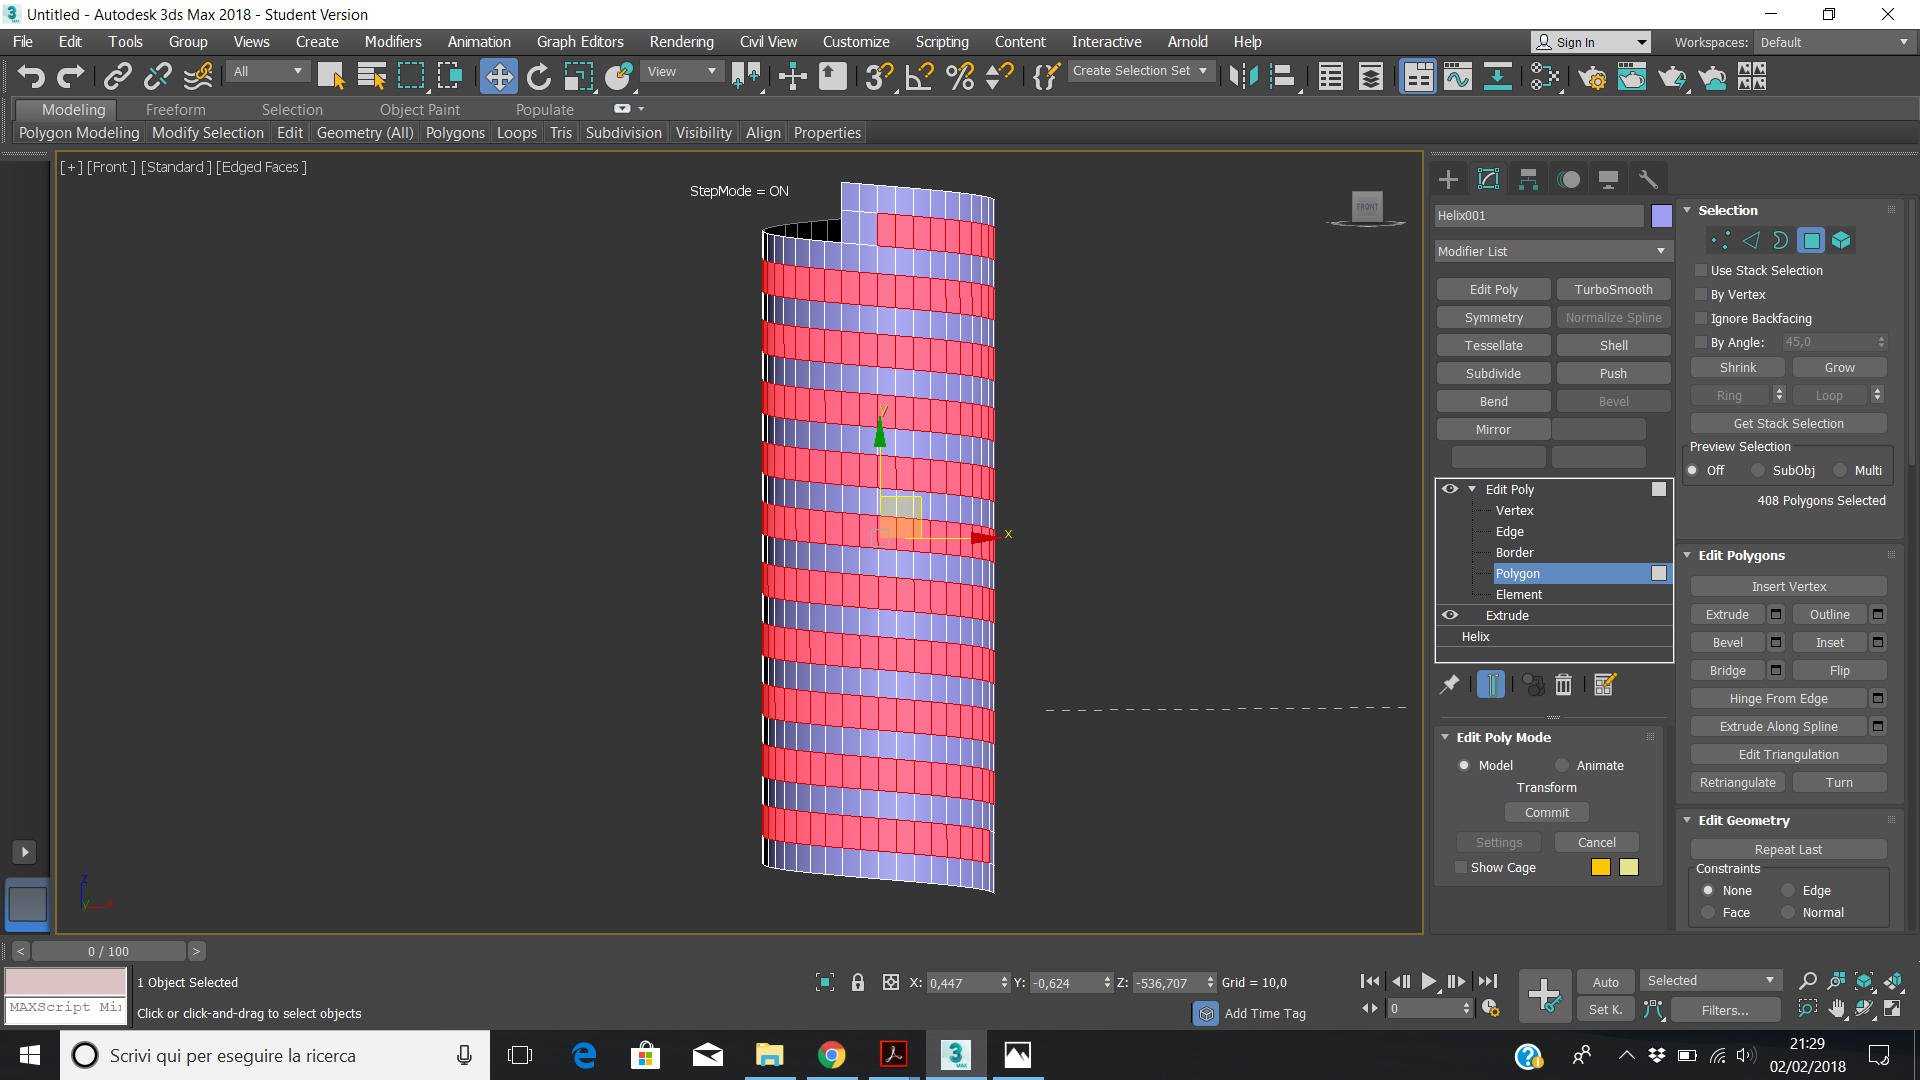 Untitled - Autodesk 3ds Max 2018 - Student Version
File Edit Tools Group Views Create Modifiers Animation Graph Editors Rendering Civil View Customize Scripting Content Interactive Arnold Help
Sign In Workspaces: Default
All View Create Selection Set
Modeling Freeform Selection Object Paint Populate
Polygon Modeling Modify Selection Edit Geometry (All) Polygons Loops Tris Subdivision Visibility Align Properties
[+] [Front ] [Standard ] [Edged Faces ]
StepMode = ON
FRONT
y
x
z
y
Helix001
Modifier List
Edit Poly TurboSmooth
Symmetry Normalize Spline
Tessellate Shell
Subdivide Push
Bend Bevel
Mirror
Edit Poly
Vertex
Edge
Border
Polygon
Element
Extrude
Helix
Edit Poly Mode
Model Animate
Transform
Commit
Settings Cancel
Show Cage
Selection
Use Stack Selection
By Vertex
Ignore Backfacing
By Angle: 45,0
Shrink Grow
Ring Loop
Get Stack Selection
Preview Selection
Off SubObj Multi
408 Polygons Selected
Edit Polygons
Insert Vertex
Extrude Outline
Bevel Inset
Bridge Flip
Hinge From Edge
Extrude Along Spline
Edit Triangulation
Retriangulate Turn
Edit Geometry
Repeat Last
Constraints
None Edge
Face Normal
< 0 / 100 >
1 Object Selected
MAXScript Mi
Click or click-and-drag to select objects
X: 0,447 Y: -0,624 Z: -536,707 Grid = 10,0
Add Time Tag
0
Auto Selected
Set K. Filters...
Scrivi qui per eseguire la ricerca
21:29
02/02/2018